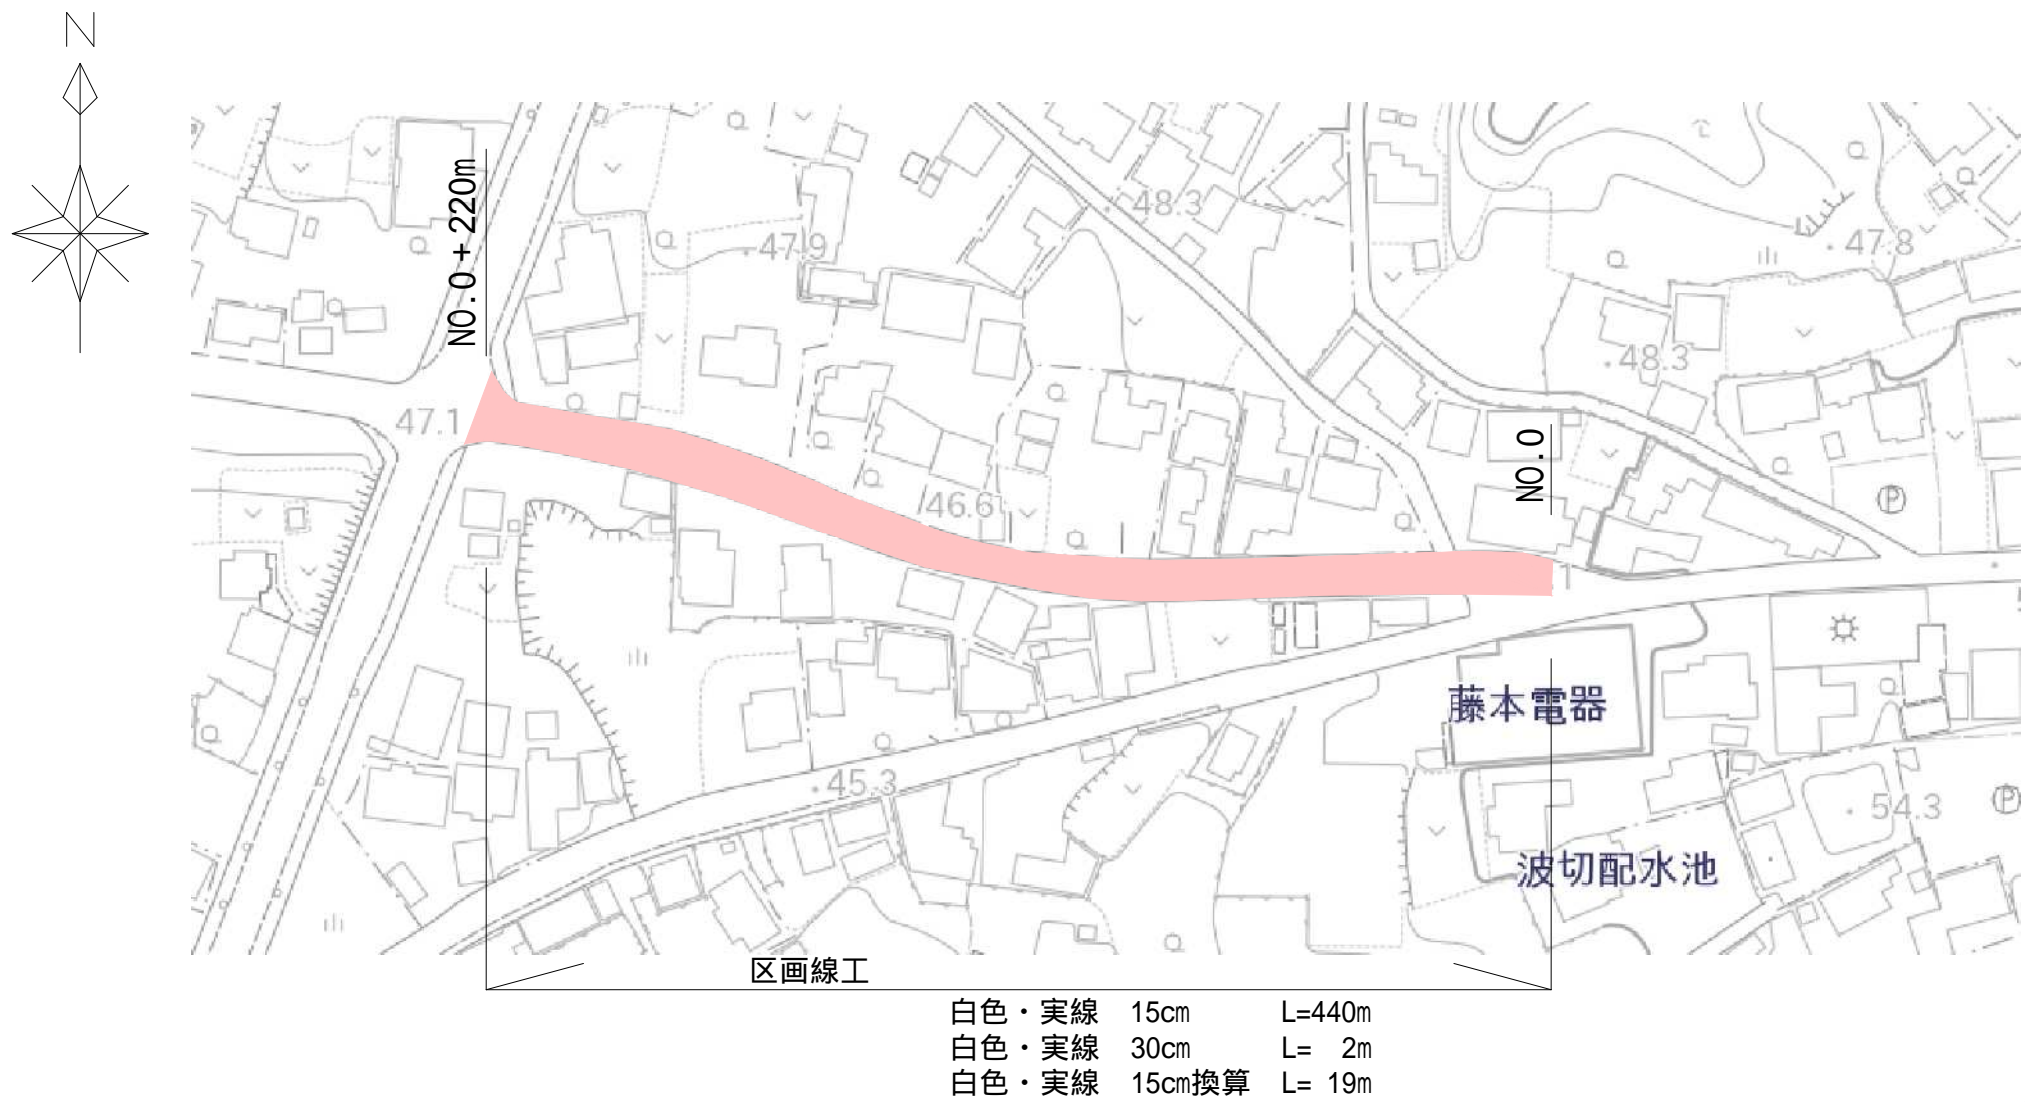 N
NO.0+220m
48.3
47.9
47.8
48.3
47.1
NO.0
46.6
P
1
藤本電器
45.3
54.3
P
波切配水池
区画線工
白色・実線 15cm L=440m
白色・実線 30cm L= 2m
白色・実線 15cm換算 L= 19m